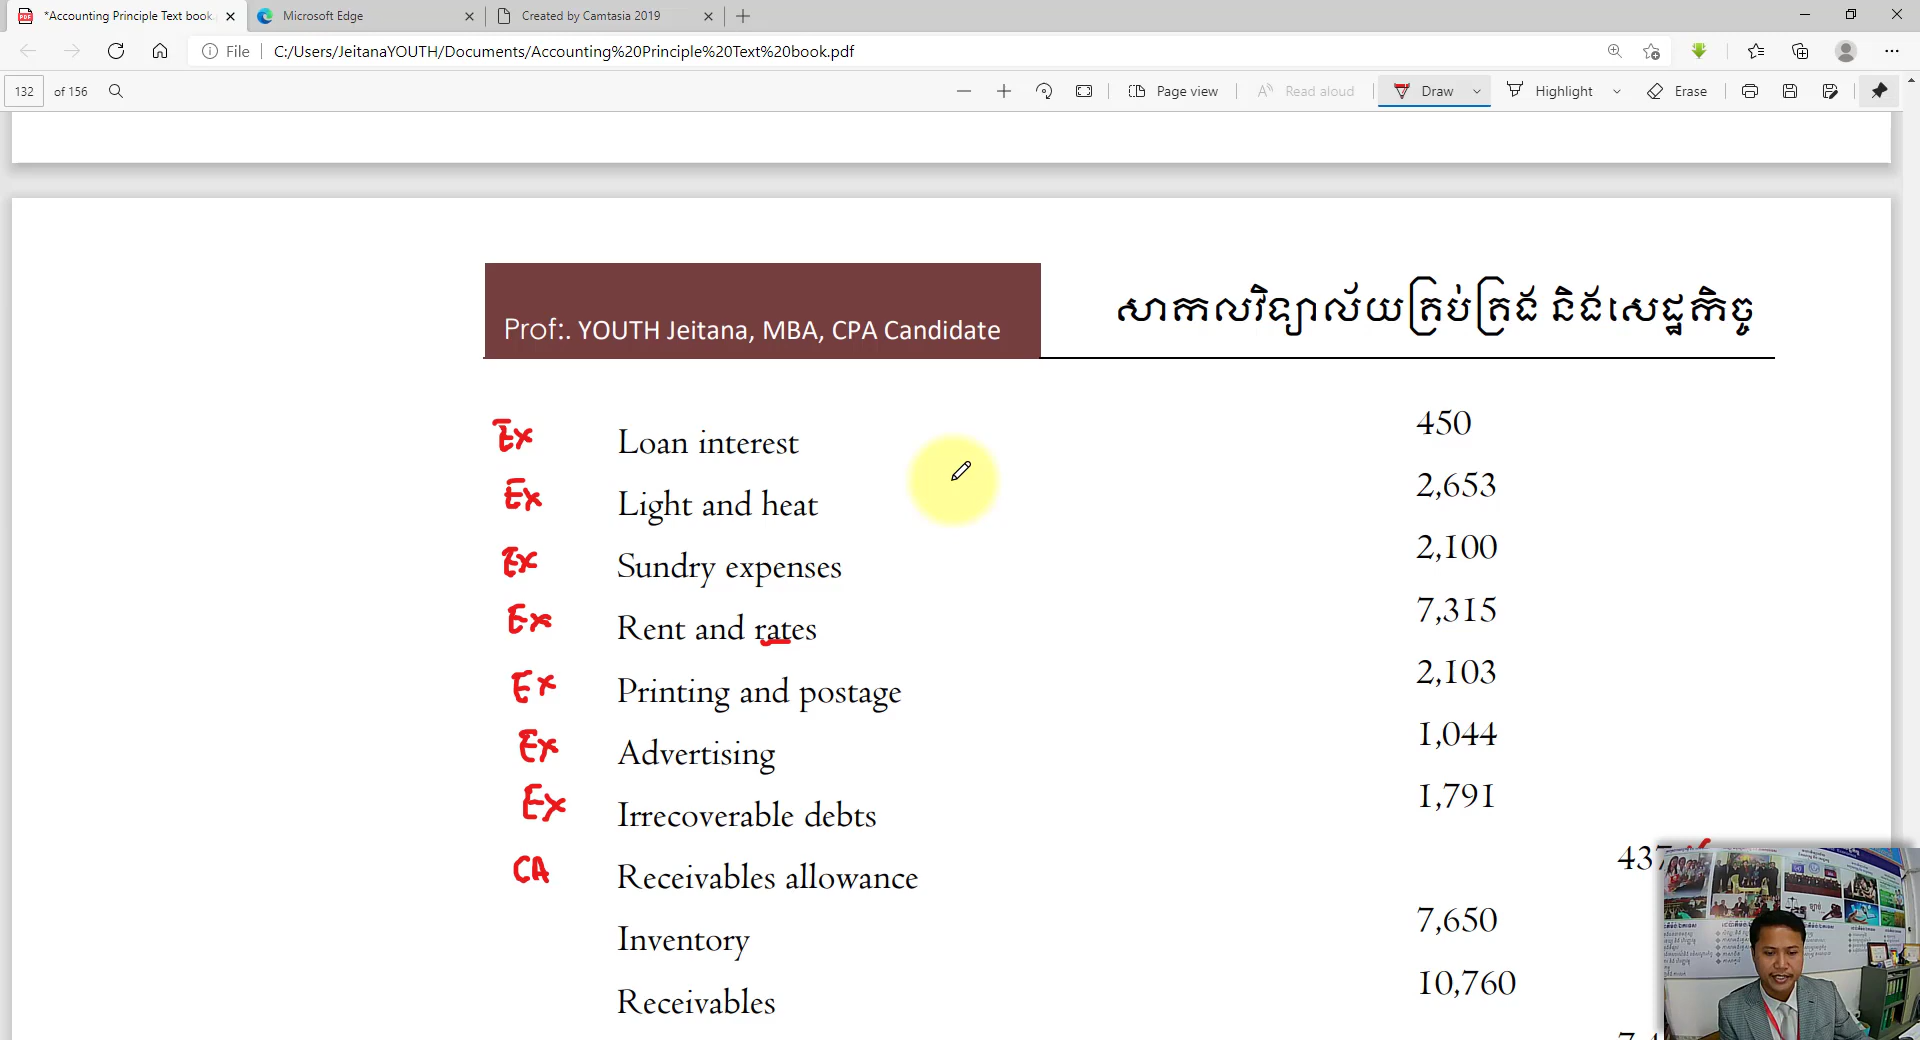 *Accounting Principle Text book.
Microsoft Edge
Created by Camtasia 2019
File
C:/Users/JeitanaYOUTH/Documents/Accounting%20Principle%20Text%20book.pdf
132 of 156
Page view
Read aloud
Draw
Highlight
Erase
Prof:. YOUTH Jeitana, MBA, CPA Candidate
សាកលវិទ្យាល័យគ្រប់គ្រង និងសេដ្ឋកិច្ច
Ex Loan interest 450
Ex Light and heat 2,653
Ex Sundry expenses 2,100
Ex Rent and rates 7,315
Ex Printing and postage 2,103
Ex Advertising 1,044
Ex Irrecoverable debts 1,791
CA Receivables allowance 437
Inventory 7,650
Receivables 10,760